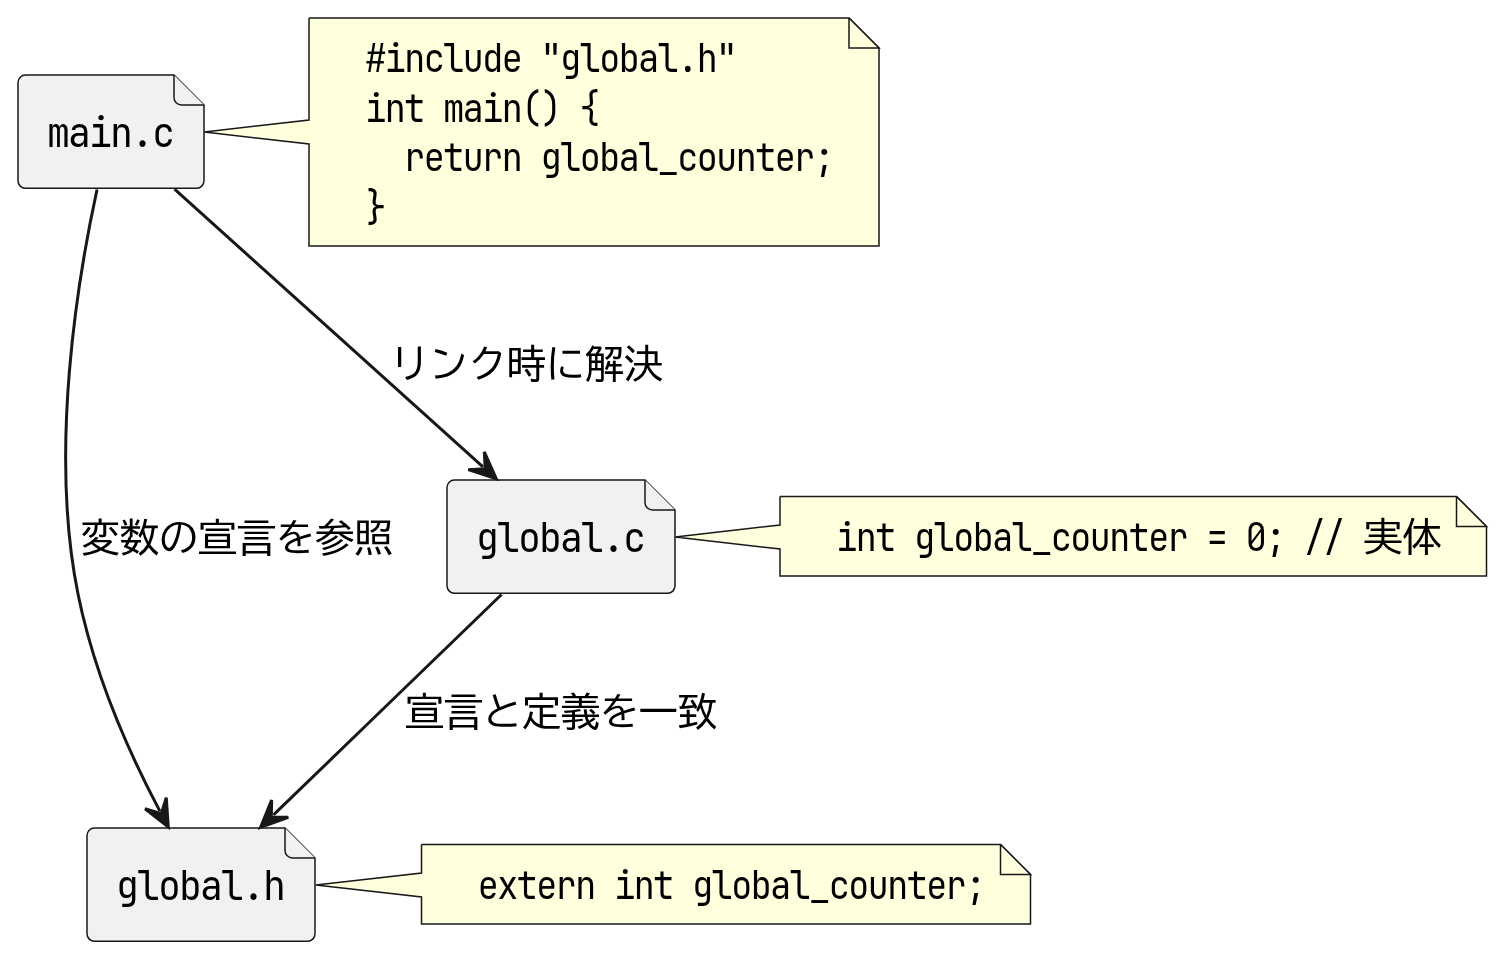 #include "global.h"
int main() {
  return global_counter;
}
main.c
リンク時に解決
変数の宣言を参照
global.c
int global_counter = 0; // 実体
宣言と定義を一致
global.h
extern int global_counter;